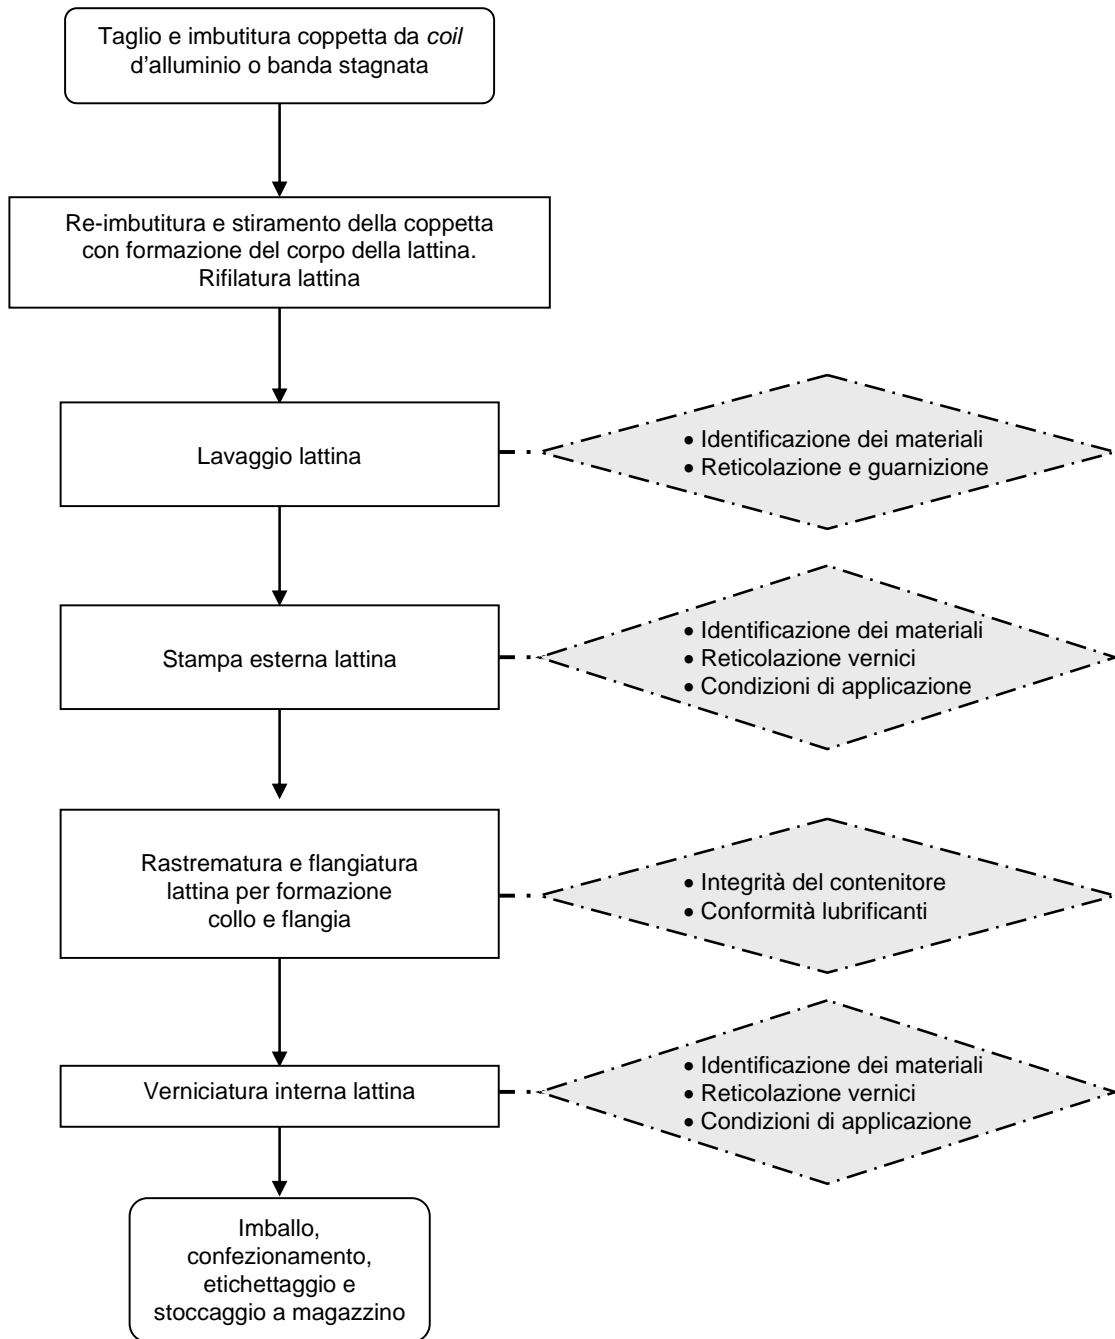 Taglio e imbutitura coppetta da coil
d'alluminio o banda stagnata
Re-imbutitura e stiramento della coppetta
con formazione del corpo della lattina.
Rifilatura lattina
Lavaggio lattina
• Identificazione dei materiali
• Reticolazione e guarnizione
Stampa esterna lattina
• Identificazione dei materiali
• Reticolazione vernici
• Condizioni di applicazione
Rastrematura e flangiatura
lattina per formazione
collo e flangia
• Integrità del contenitore
• Conformità lubrificanti
Verniciatura interna lattina
• Identificazione dei materiali
• Reticolazione vernici
• Condizioni di applicazione
Imballo,
confezionamento,
etichettaggio e
stoccaggio a magazzino